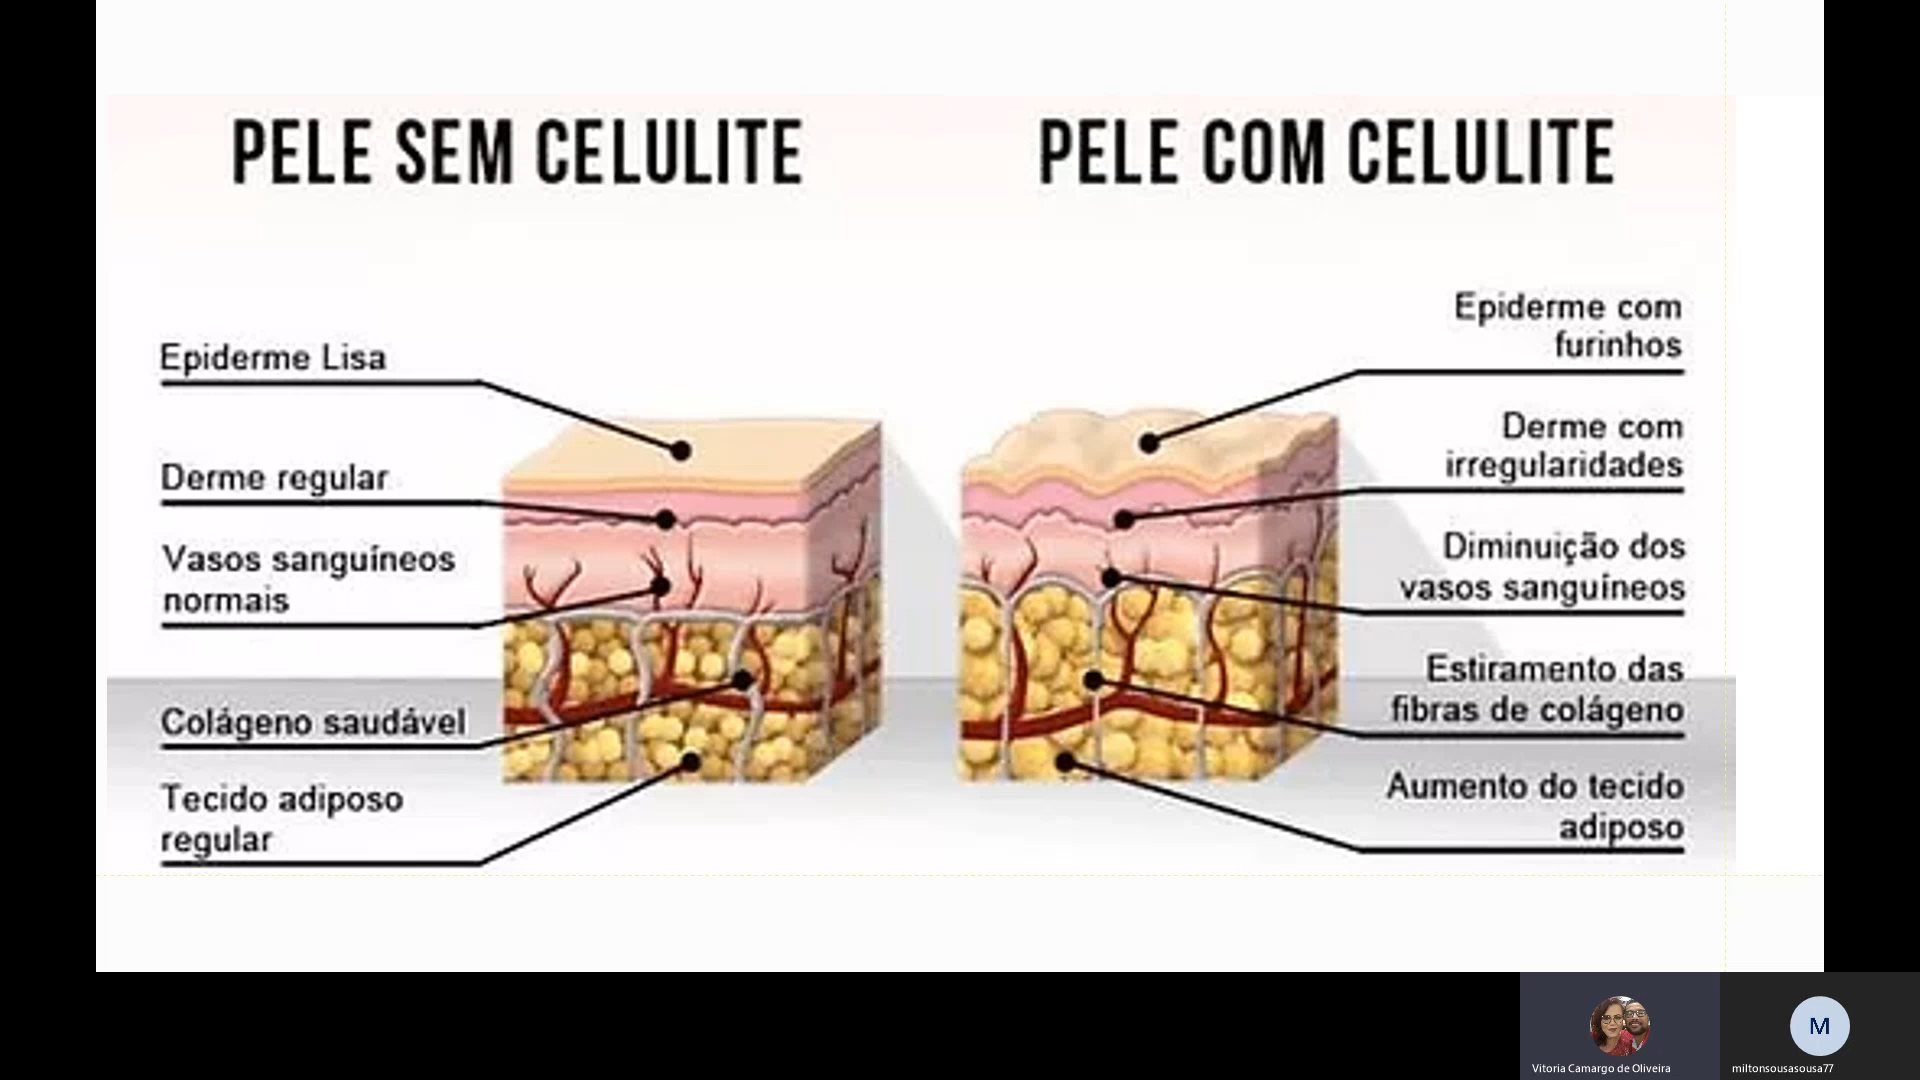 PELE SEM CELULITE
Epiderme Lisa
Derme regular
Vasos sanguíneos
normais
Colágeno saudável
Tecido adiposo
regular
PELE COM CELULITE
Epiderme com
furinhos
Derme com
irregularidades
Diminuição dos
vasos sanguíneos
Estiramento das
fibras de colágeno
Aumento do tecido
adiposo
Vitoria Camargo de Oliveira
M
miltonsousasousa77